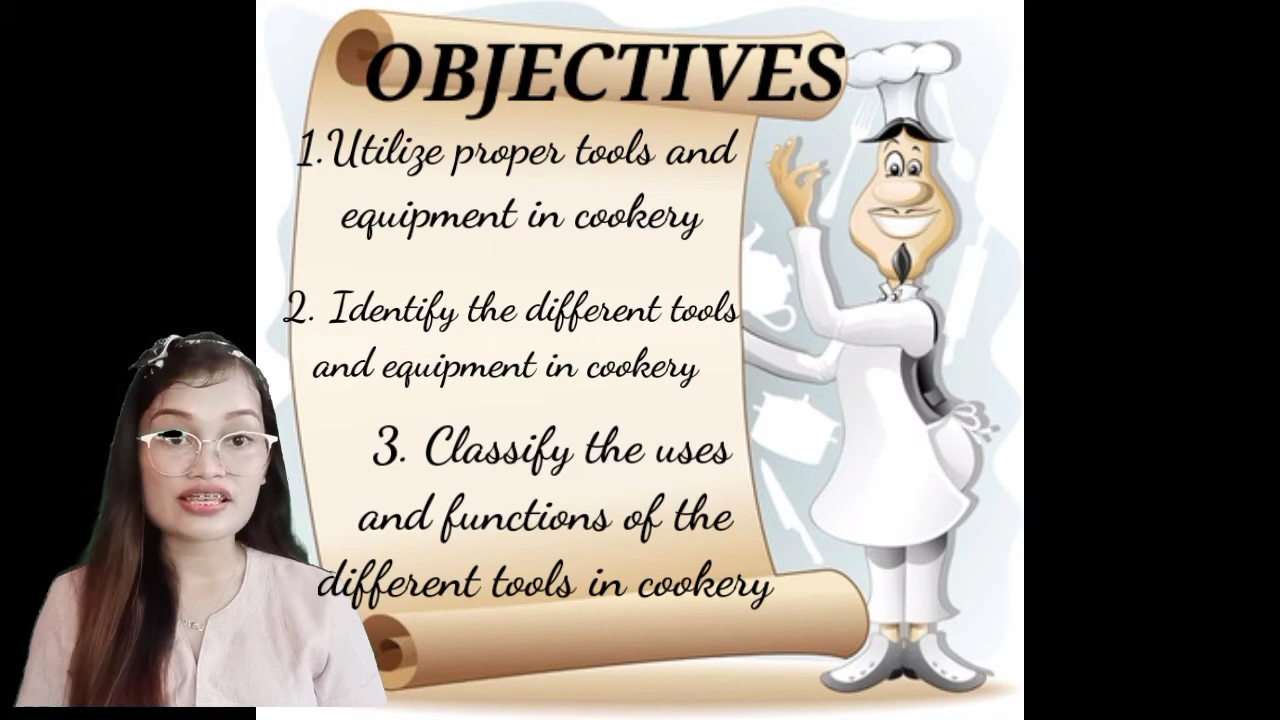 OBJECTIVES
1.Utilize proper tools and
equipment in cookery
2. Identify the different tools
and equipment in cookery
3. Classify the uses
and functions of the
different tools in cookery